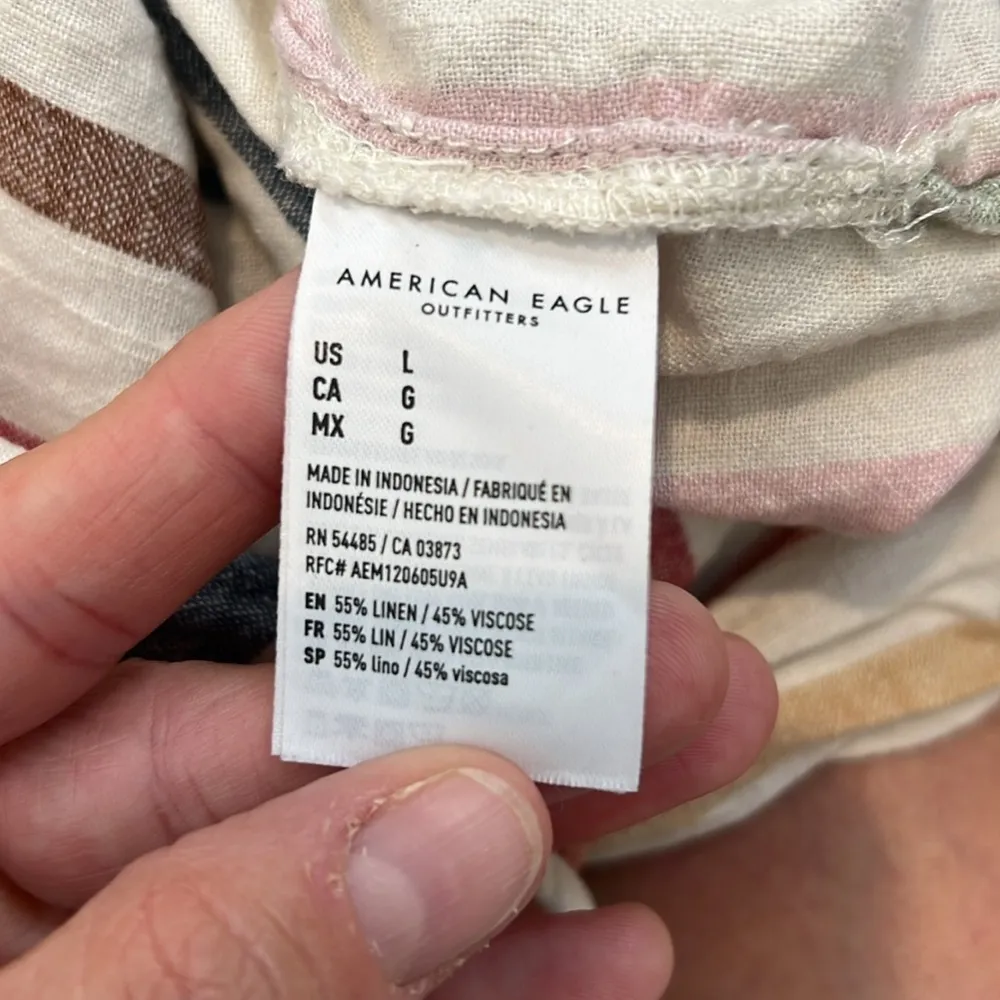 AMERICAN EAGLE
OUTFITTERS
US L
CA G
MX G
MADE IN INDONESIA / FABRIQUÉ EN
INDONÉSIE / HECHO EN INDONESIA
RN 54485 / CA 03873
RFC# AEM120605U9A
EN 55% LINEN / 45% VISCOSE
FR 55% LIN / 45% VISCOSE
SP 55% lino / 45% viscosa